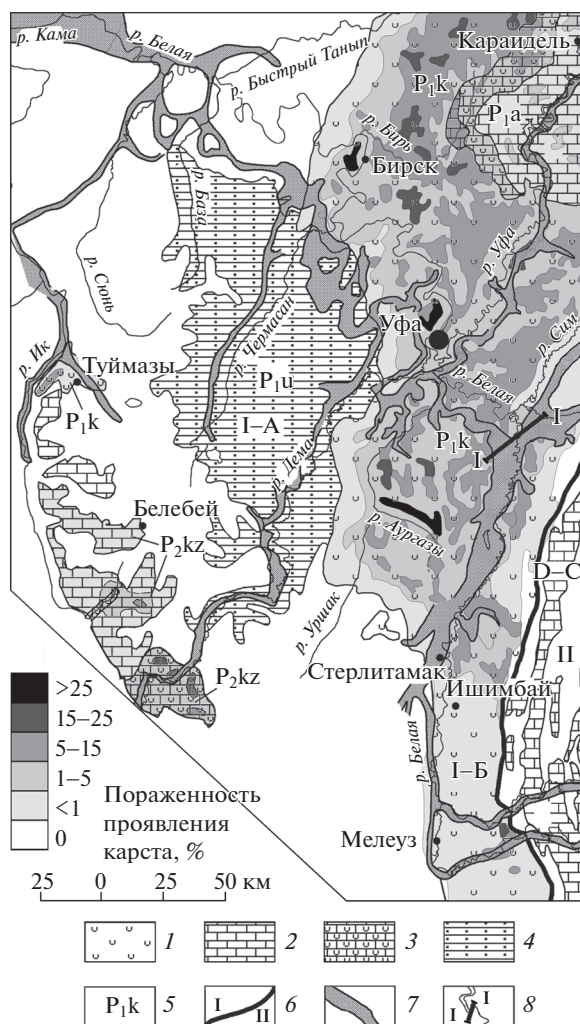 р. Кама
р. Белая
р. Быстрый Танып
Караидель
P₁k
P₁a
р. Бирь
Бирск
р. База
р. Уфа
р. Сюнь
р. Чермасан
Уфа
р. Сим
р. Ик
Туймазы
P₁u
р. Белая
P₁k
I–А
P₁k
I
I
р. Дема
Белебей
р. Аургазы
P₂kz
D–C
р. Уршак
II
P₂kz
Стерлитамак
Ишимбай
>25
15–25
5–15
1–5
<1
0
Пораженность
проявления
карста, %
р. Белая
I–Б
Мелеуз
25 0 25 50 км
1 2 3 4
P₁k 5 I II 6 7 I I 8